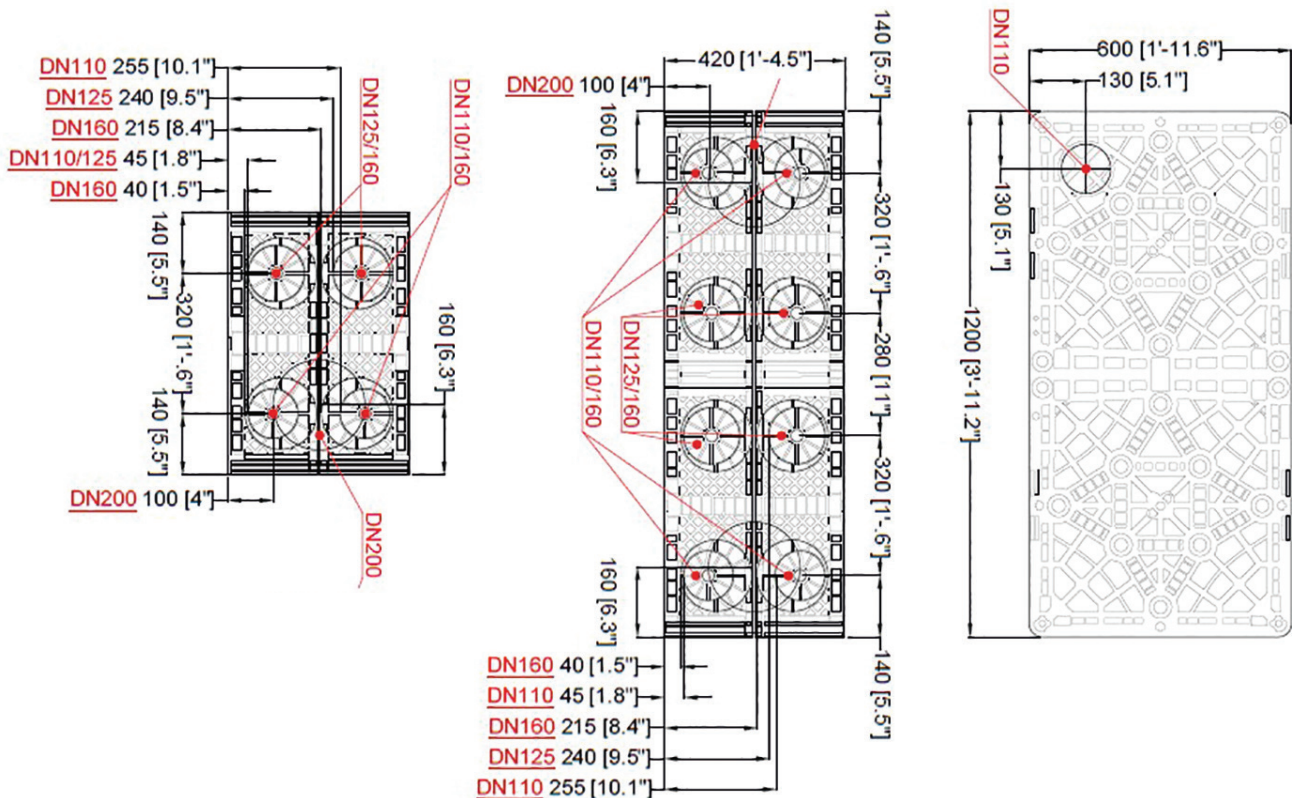 DN110 255 [10.1"]
DN125 240 [9.5"]
DN160 215 [8.4"]
DN110/125 45 [1.8"]
DN160 40 [1.5"]
DN125/160
DN110/160
140 [5.5"]
320 [1'-.6"]
140 [5.5"]
160 [6.3"]
DN200 100 [4"]
DN200
420 [1'-4.5"]
DN200 100 [4"]
160 [6.3"]
140 [5.5"]
320 [1'-.6"]
280 [11"]
320 [1'-.6"]
140 [5.5"]
DN110/160
DN125/160
160 [6.3"]
DN160 40 [1.5"]
DN110 45 [1.8"]
DN160 215 [8.4"]
DN125 240 [9.5"]
DN110 255 [10.1"]
DN110
600 [1'-11.6"]
130 [5.1"]
130 [5.1"]
1200 [3'-11.2"]